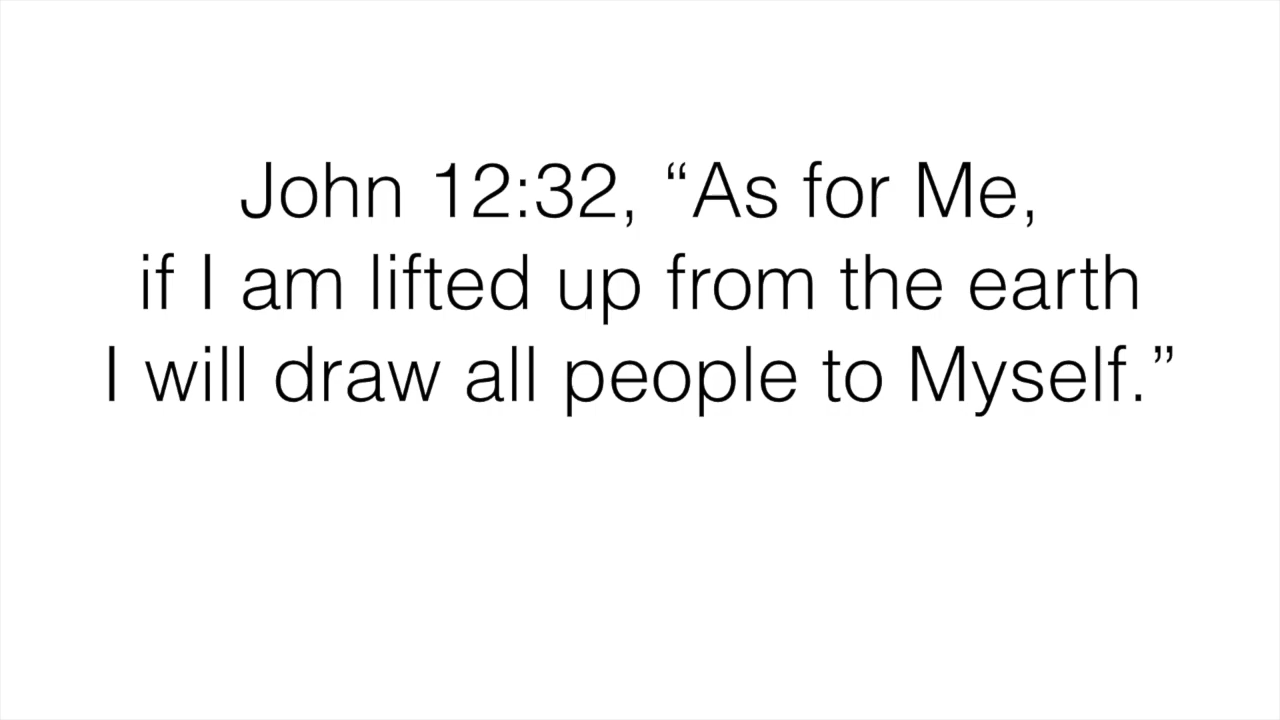 John 12:32, “As for Me,
if I am lifted up from the earth
I will draw all people to Myself.”